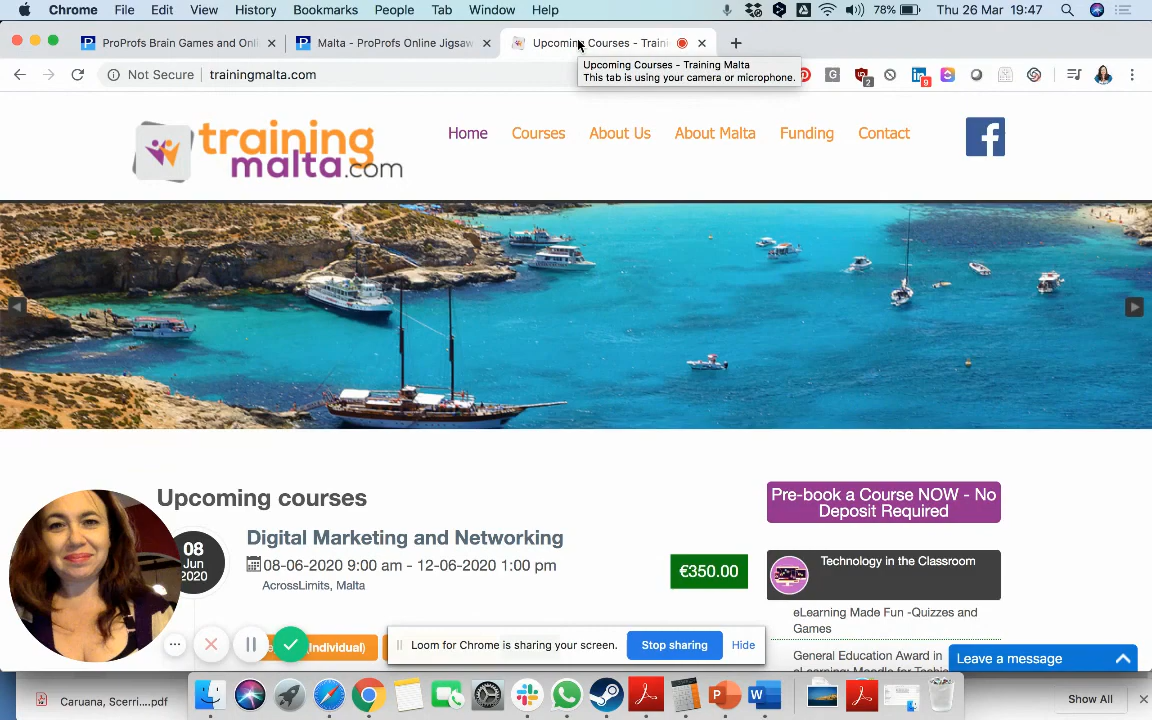 Chrome File Edit View History Bookmarks People Tab Window Help 78% Thu 26 Mar 19:47
ProProfs Brain Games and Onli
Malta - ProProfs Online Jigsaw
Upcoming Courses - Traini
Not Secure trainingmalta.com
Upcoming Courses - Training Malta
This tab is using your camera or microphone.
G
2
9
training
malta.com
Home Courses About Us About Malta Funding Contact
Upcoming courses
08
Jun
2020
Digital Marketing and Networking
08-06-2020 9:00 am - 12-06-2020 1:00 pm
AcrossLimits, Malta
€350.00
Individual)
Pre-book a Course NOW - No
Deposit Required
Technology in the Classroom
eLearning Made Fun -Quizzes and
Games
General Education Award in
Loom for Chrome is sharing your screen. Stop sharing Hide
Leave a message
Caruana, Scerri....pdf
Show All